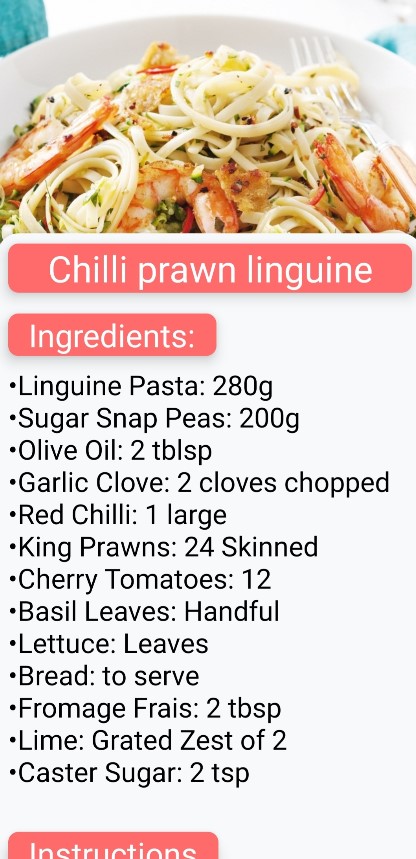 Chilli prawn linguine
Ingredients:
•Linguine Pasta: 280g
•Sugar Snap Peas: 200g
•Olive Oil: 2 tblsp
•Garlic Clove: 2 cloves chopped
•Red Chilli: 1 large
•King Prawns: 24 Skinned
•Cherry Tomatoes: 12
•Basil Leaves: Handful
•Lettuce: Leaves
•Bread: to serve
•Fromage Frais: 2 tbsp
•Lime: Grated Zest of 2
•Caster Sugar: 2 tsp
Instructions